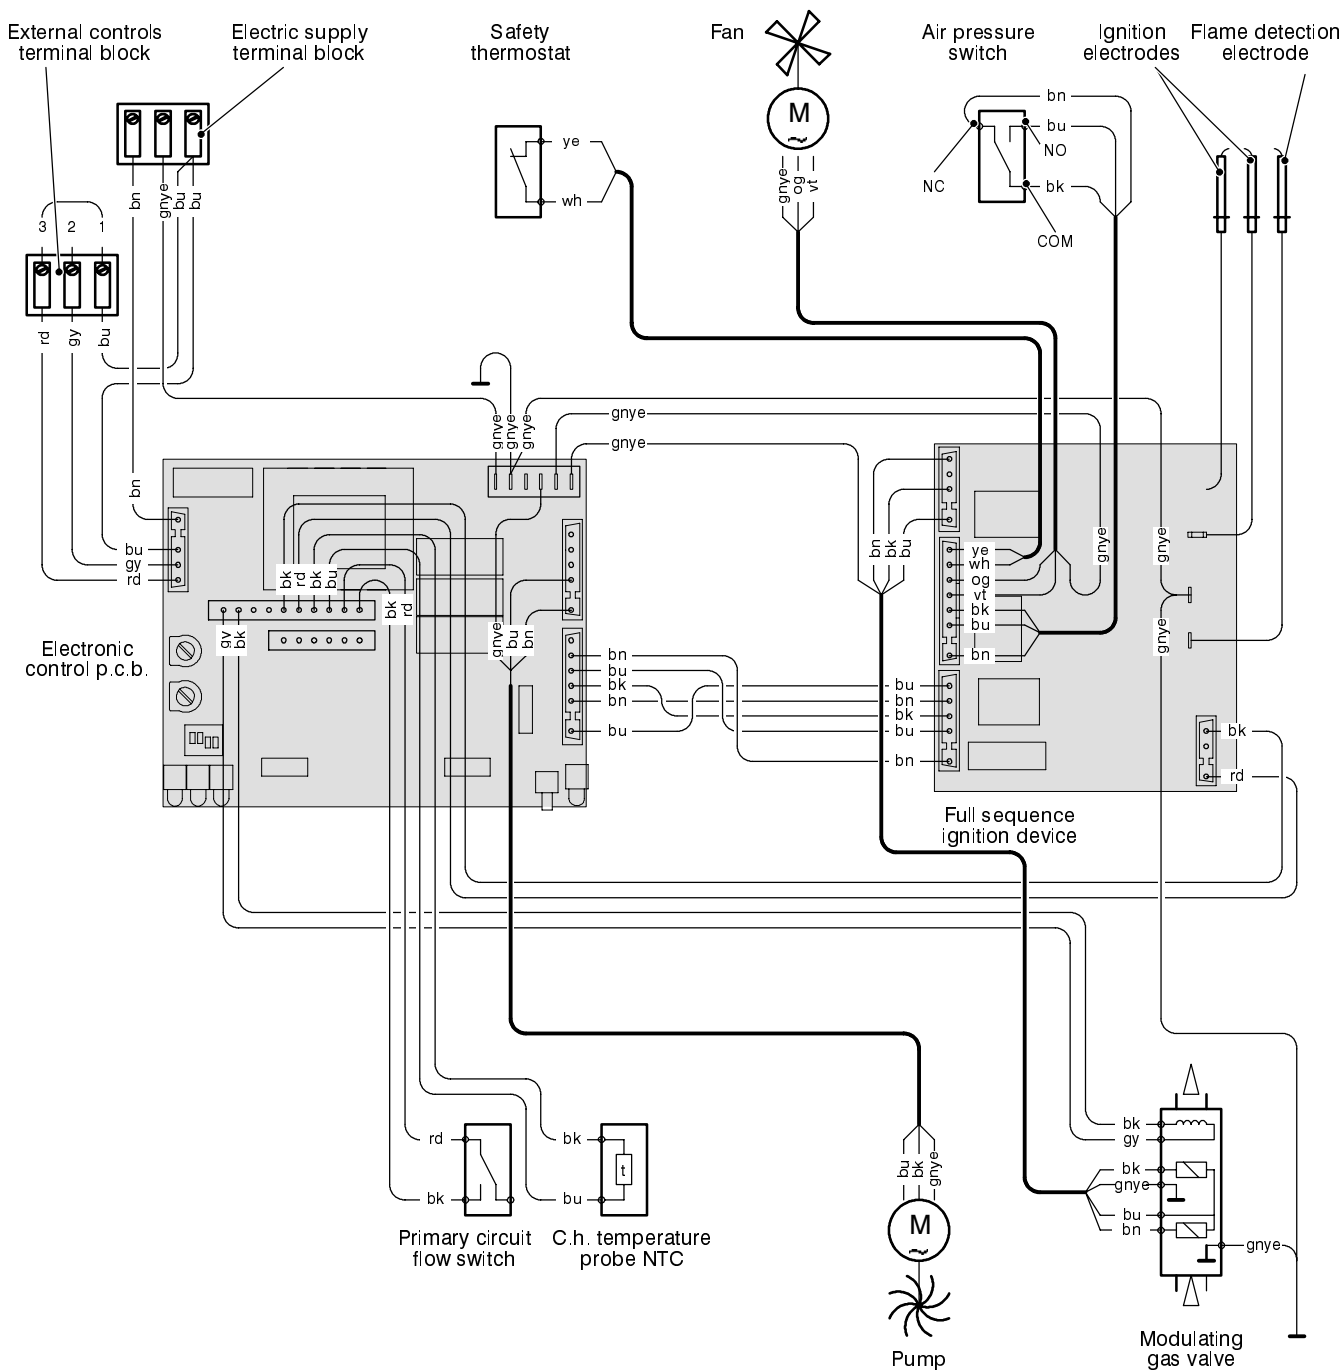 External controls
terminal block
Electric supply
terminal block
Safety
thermostat
Fan
Air pressure
switch
Ignition
electrodes
Flame detection
electrode
M
bn
bu
NO
bk
NC
COM
ye
wh
gnye
og
vt
bn
gnye
bu
bu
3
2
1
rd
gy
bu
gnye
gnye
gnye
gnye
gnye
bn
bu
gy
rd
bk
rd
bk
bu
bk
rd
gy
bk
gnye
bu
bn
bn
bk
bu
ye
wh
og
vt
bk
bu
bn
gnye
gnye
gnye
Electronic
control p.c.b.
bn
bu
bk
bn
bu
bu
bn
bk
bu
bn
bk
rd
Full sequence
ignition device
rd
bk
bk
bu
t
Primary circuit
flow switch
C.h. temperature
probe NTC
bu
bk
gnye
M
Pump
bk
gy
bk
gnye
bu
bn
gnye
Modulating
gas valve